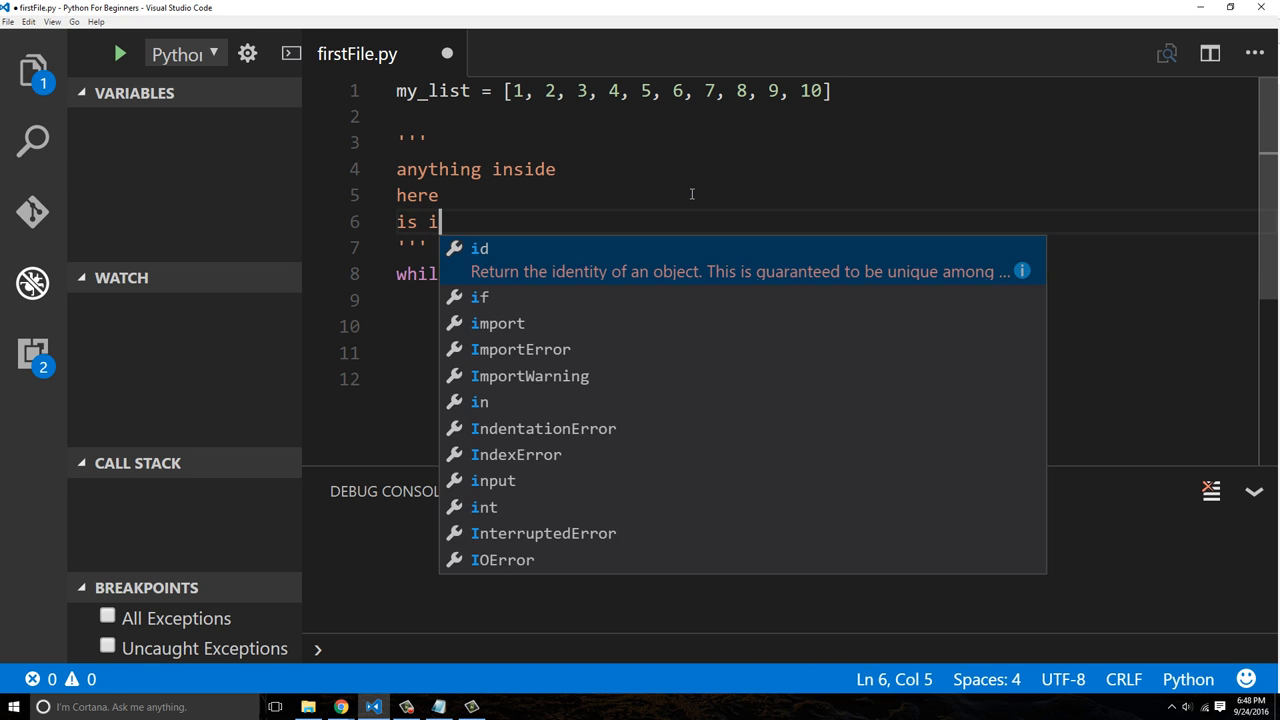 ● firstFile.py - Python For Beginners - Visual Studio Code
File Edit View Go Help
Python
firstFile.py
1
VARIABLES
WATCH
CALL STACK
BREAKPOINTS
All Exceptions
Uncaught Exceptions
2
1 my_list = [1, 2, 3, 4, 5, 6, 7, 8, 9, 10]
2
3 '''
4 anything inside
5 here
6 is i
7 '''
8 whil
9
10
11
12
id
Return the identity of an object. This is guaranteed to be unique among ...
if
import
ImportError
ImportWarning
in
IndentationError
IndexError
input
int
InterruptedError
IOError
DEBUG CONSOL
0 0
Ln 6, Col 5 Spaces: 4 UTF-8 CRLF Python
I'm Cortana. Ask me anything.
6:48 PM
9/24/2016